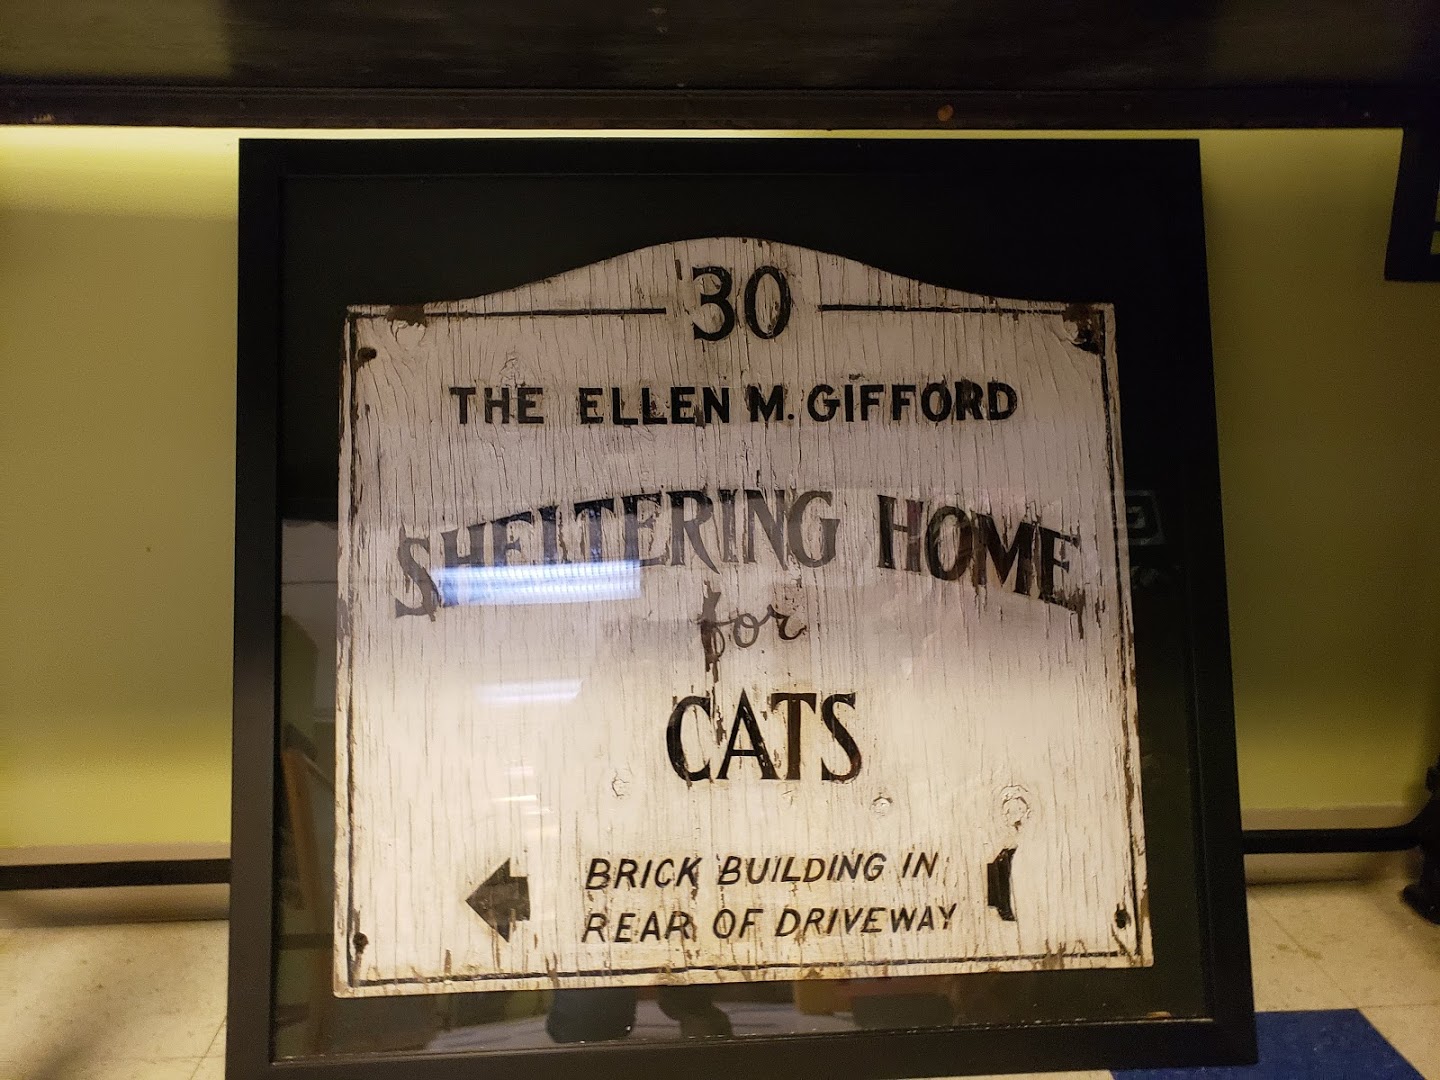 30
THE ELLEN M. GIFFORD
SHELTERING HOME
for
CATS
BRICK BUILDING IN
REAR OF DRIVEWAY